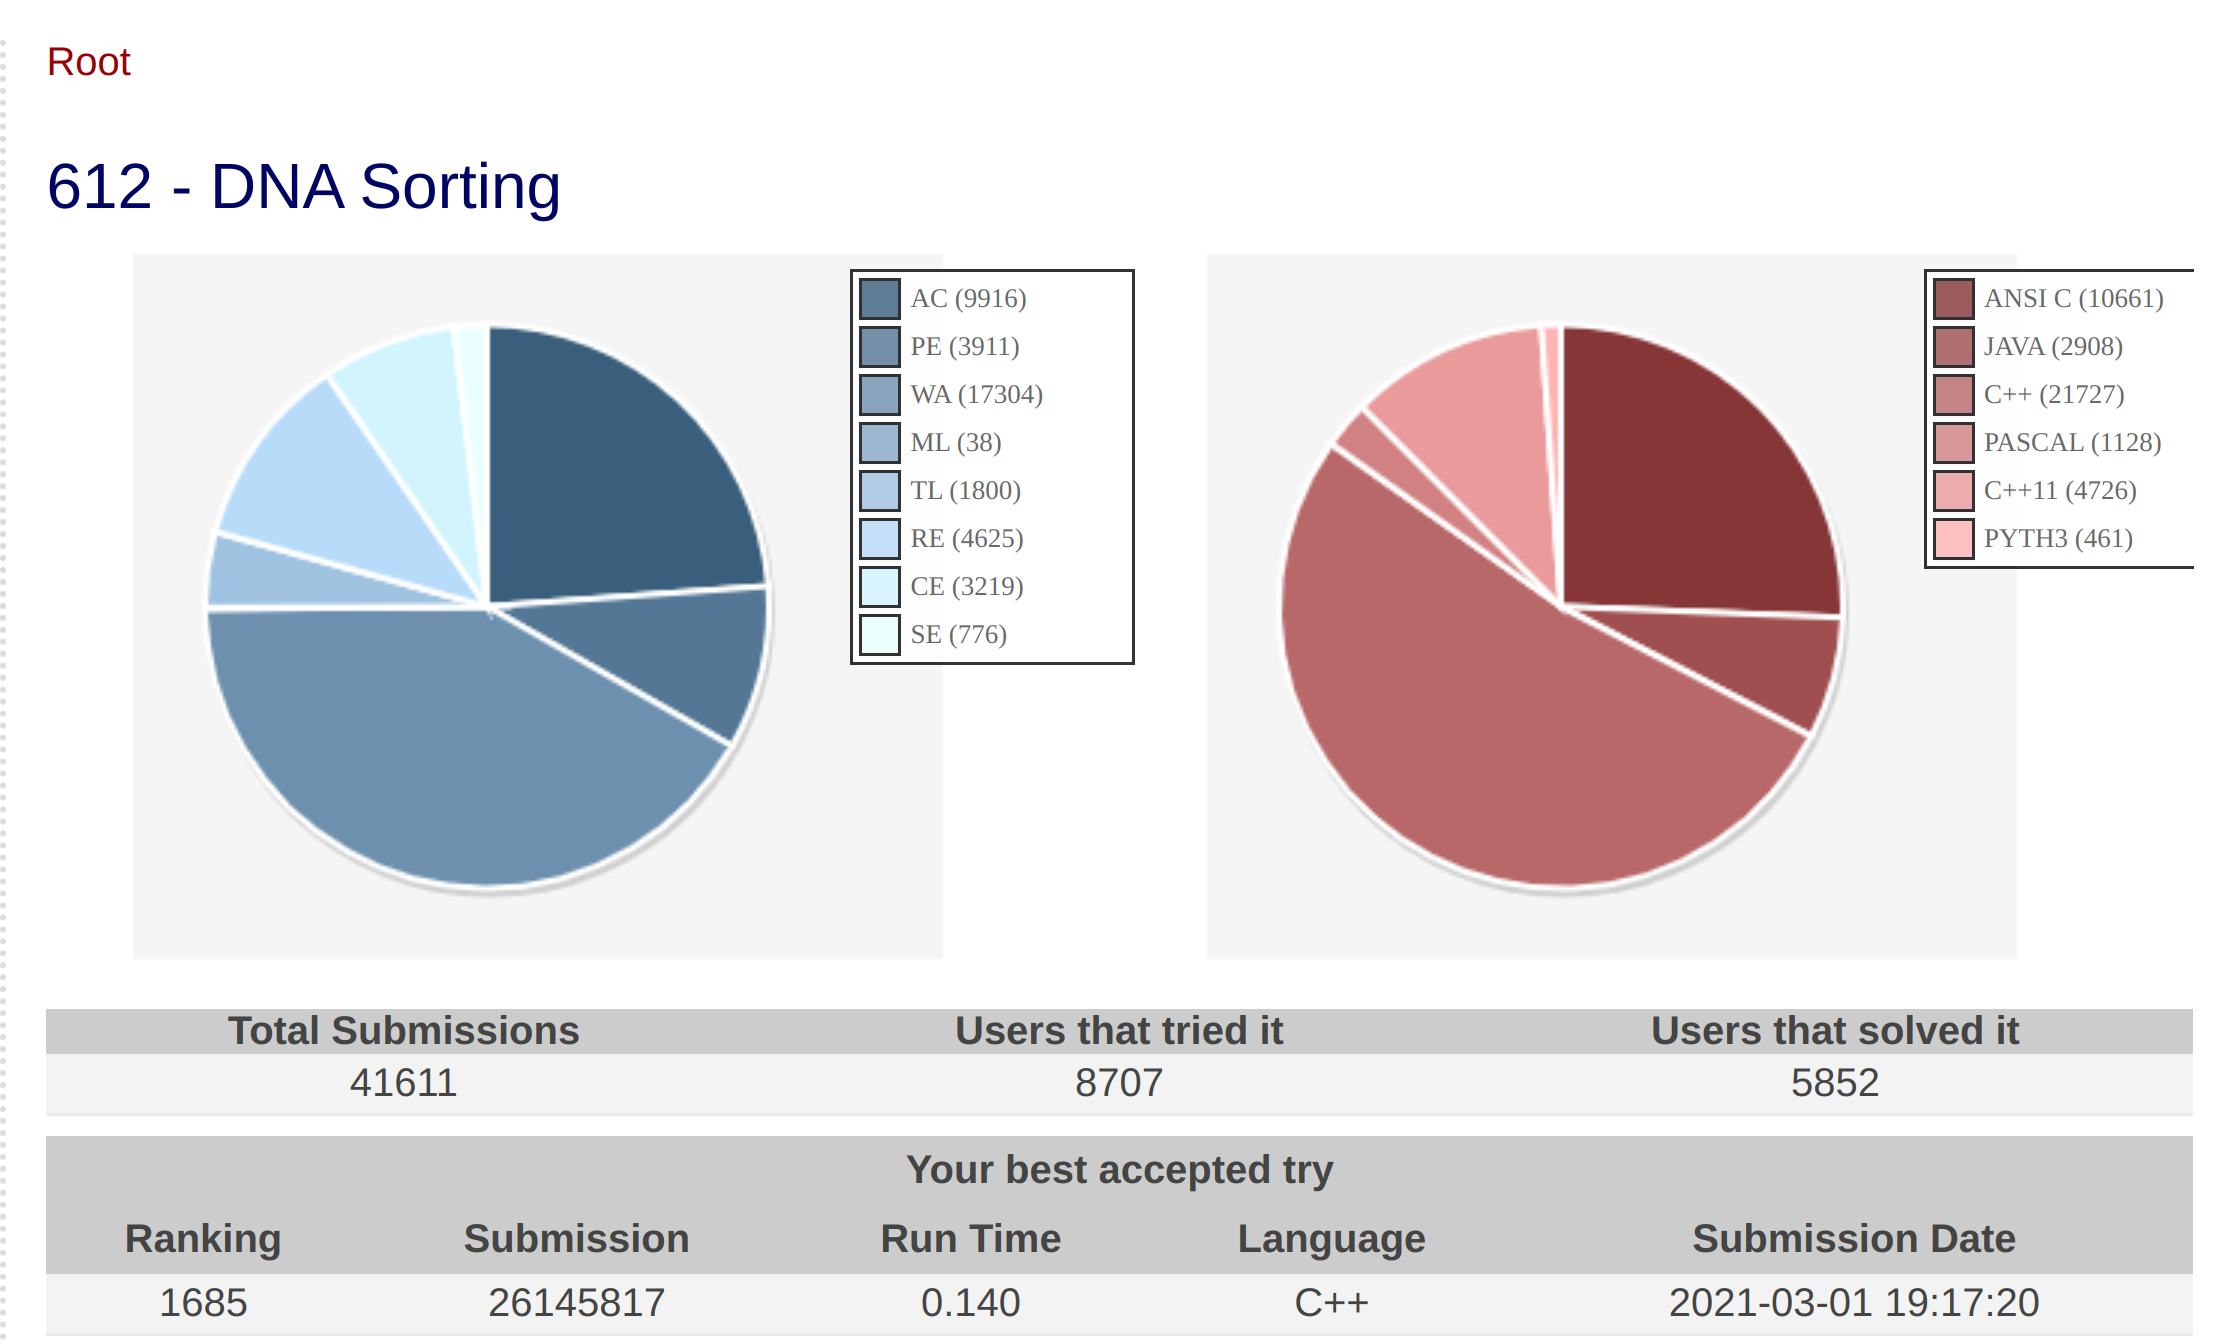 Root
612 - DNA Sorting
AC (9916)
PE (3911)
WA (17304)
ML (38)
TL (1800)
RE (4625)
CE (3219)
SE (776)
ANSI C (10661)
JAVA (2908)
C++ (21727)
PASCAL (1128)
C++11 (4726)
PYTH3 (461)
Total Submissions Users that tried it Users that solved it
41611 8707 5852
Your best accepted try
Ranking Submission Run Time Language Submission Date
1685 26145817 0.140 C++ 2021-03-01 19:17:20